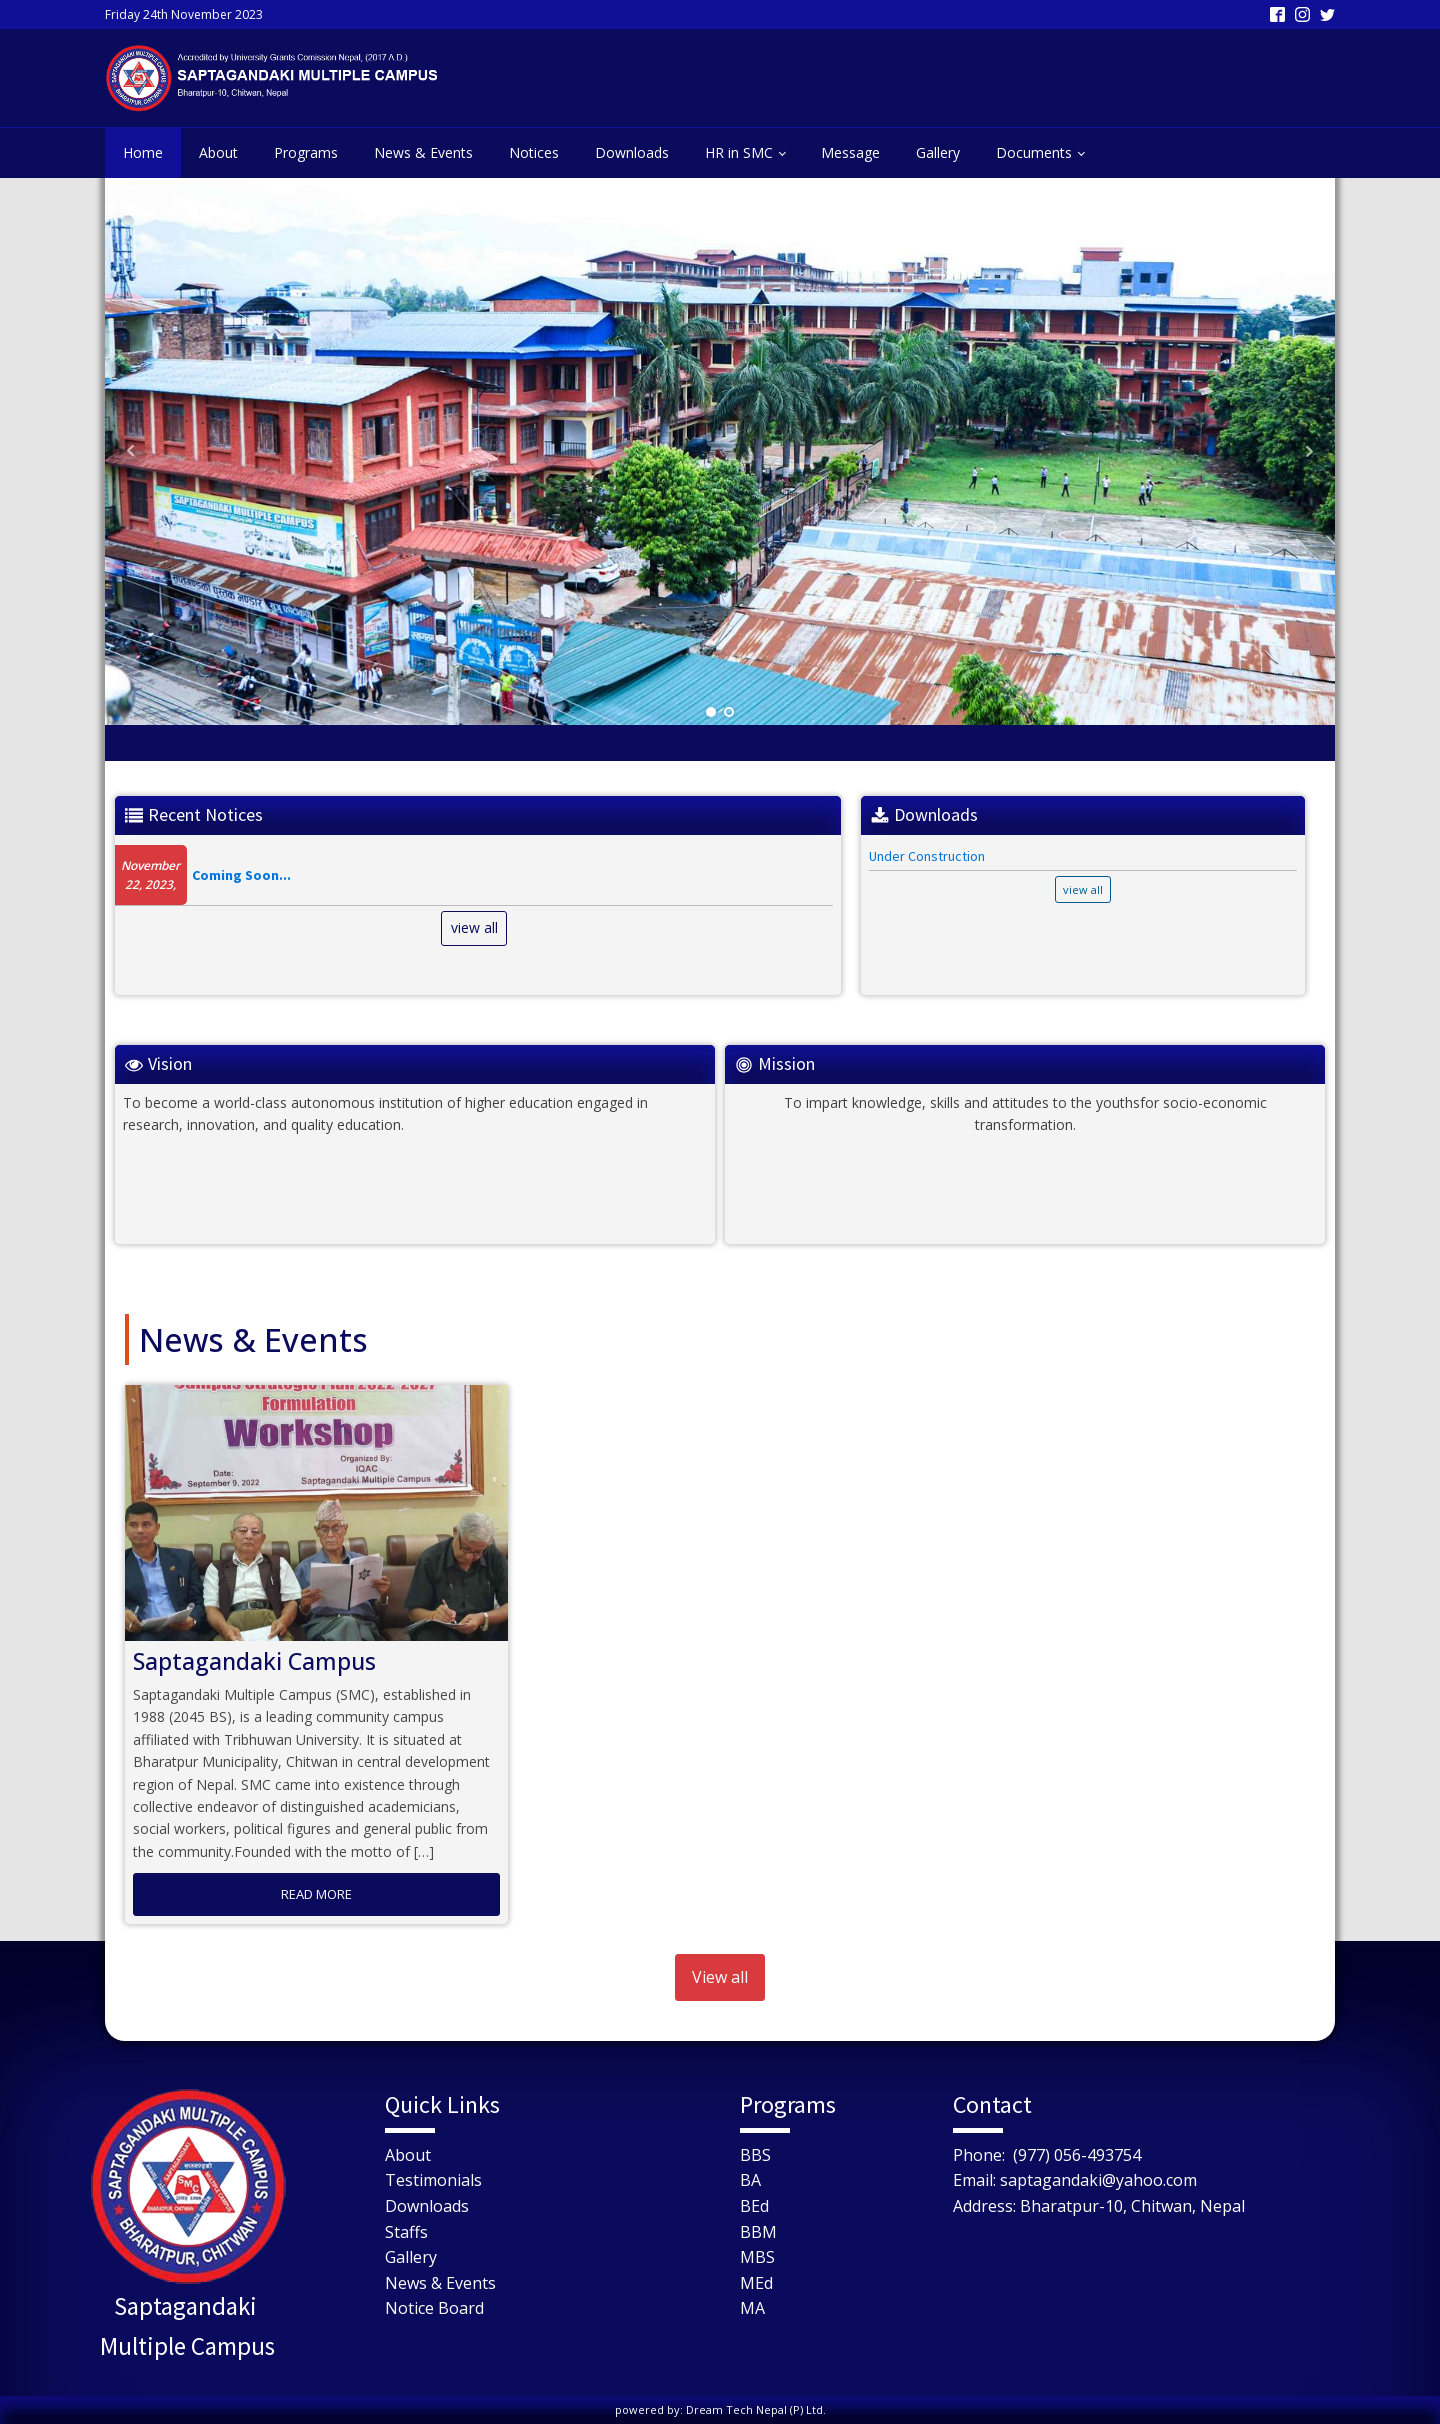 Friday 24th November 2023
Accredited by University Grants Comission Nepal, (2017 A.D.)
SAPTAGANDAKI MULTIPLE CAMPUS
Bharatpur-10, Chitwan, Nepal
Home About Programs News & Events Notices Downloads HR in SMC Message Gallery Documents
SAPTAGANDAKI MULTIPLE CAMPUS
Recent Notices
November
22, 2023,
Coming Soon...
view all
Downloads
Under Construction
view all
Vision
To become a world-class autonomous institution of higher education engaged in
research, innovation, and quality education.
Mission
To impart knowledge, skills and attitudes to the youthsfor socio-economic
transformation.
News & Events
Campus Strategic Plan 2022-2027
Formulation
Workshop
Organized By:
IQAC
Date:
September 9, 2022
Saptagandaki Multiple Campus
Saptagandaki Campus
Saptagandaki Multiple Campus (SMC), established in
1988 (2045 BS), is a leading community campus
affiliated with Tribhuwan University. It is situated at
Bharatpur Municipality, Chitwan in central development
region of Nepal. SMC came into existence through
collective endeavor of distinguished academicians,
social workers, political figures and general public from
the community.Founded with the motto of […]
READ MORE
View all
SAPTAGANDAKI MULTIPLE CAMPUS
SMC
BHARATPUR, CHITWAN
Saptagandaki
Multiple Campus
Quick Links
About
Testimonials
Downloads
Staffs
Gallery
News & Events
Notice Board
Programs
BBS
BA
BEd
BBM
MBS
MEd
MA
Contact
Phone: (977) 056-493754
Email: saptagandaki@yahoo.com
Address: Bharatpur-10, Chitwan, Nepal
powered by: Dream Tech Nepal (P) Ltd.